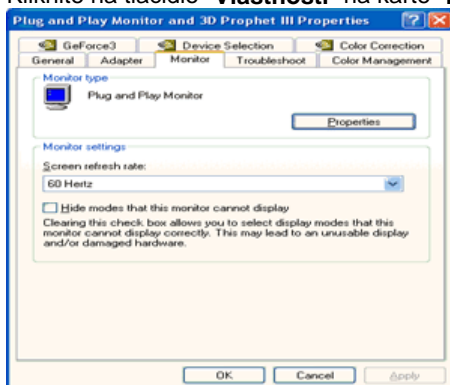 Kliknite na tlačidlo "Vlastnosti" na karte "
Plug and Play Monitor and 3D Prophet III Properties
GeForce3 Device Selection Color Correction
General Adapter Monitor Troubleshoot Color Management
Monitor type
Plug and Play Monitor
Properties
Monitor settings
Screen refresh rate:
60 Hertz
Hide modes that this monitor cannot display
Clearing this check box allows you to select display modes that this
monitor cannot display correctly. This may lead to an unusable display
and/or damaged hardware.
OK Cancel Apply